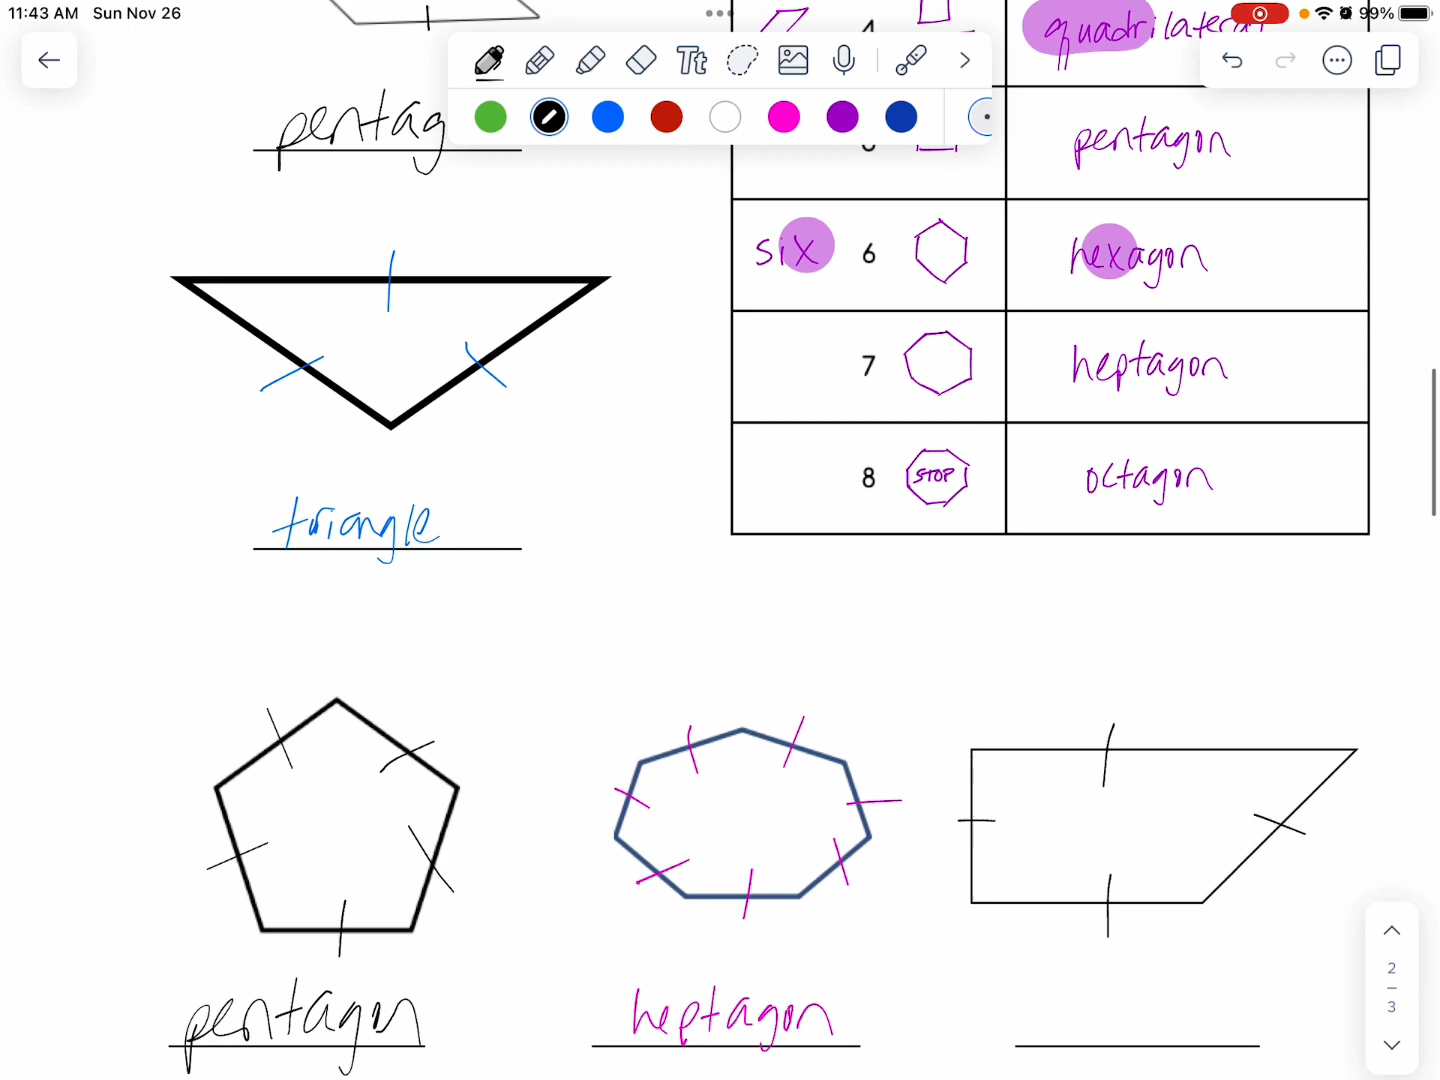 11:43 AM Sun Nov 26
99%
quadrilateral
Tt
pentag
pentagon
six 6 hexagon
7 heptagon
8 STOP octagon
triangle
2
3
pentagon
heptagon